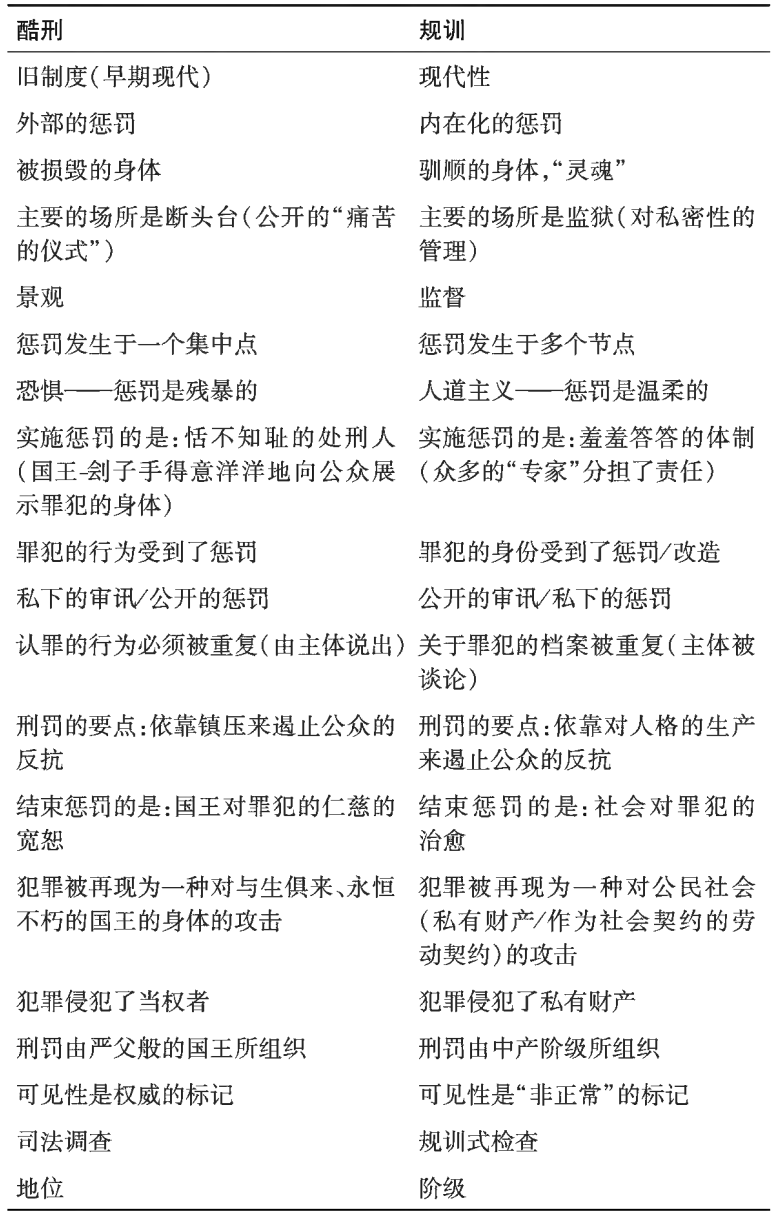 酷刑 规训
旧制度(早期现代) 现代性
外部的惩罚 内在化的惩罚
被损毁的身体 驯顺的身体,“灵魂”
主要的场所是断头台(公开的“痛苦 主要的场所是监狱(对私密性的
的仪式”) 管理)
景观 监督
惩罚发生于一个集中点 惩罚发生于多个节点
恐惧——惩罚是残暴的 人道主义——惩罚是温柔的
实施惩罚的是:恬不知耻的处刑人 实施惩罚的是:羞羞答答的体制
(国王-刽子手得意洋洋地向公众展 (众多的“专家”分担了责任)
示罪犯的身体)
罪犯的行为受到了惩罚 罪犯的身份受到了惩罚/改造
私下的审讯/公开的惩罚 公开的审讯/私下的惩罚
认罪的行为必须被重复(由主体说出) 关于罪犯的档案被重复(主体被
谈论)
刑罚的要点:依靠镇压来遏止公众的 刑罚的要点:依靠对人格的生产
反抗 来遏止公众的反抗
结束惩罚的是:国王对罪犯的仁慈的 结束惩罚的是:社会对罪犯的
宽恕 治愈
犯罪被再现为一种对与生俱来、永恒 犯罪被再现为一种对公民社会
不朽的国王的身体的攻击 (私有财产/作为社会契约的劳
动契约)的攻击
犯罪侵犯了当权者 犯罪侵犯了私有财产
刑罚由严父般的国王所组织 刑罚由中产阶级所组织
可见性是权威的标记 可见性是“非正常”的标记
司法调查 规训式检查
地位 阶级